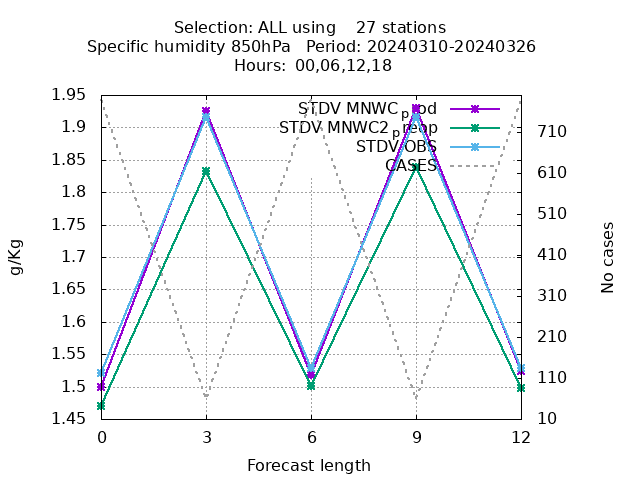 Selection: ALL using    27 stations
Specific humidity 850hPa   Period: 20240310-20240326
Hours:  00,06,12,18
STDV MNWC_prod
STDV MNWC2_preop
STDV OBS
CASES
1.95
1.9
1.85
1.8
1.75
1.7
1.65
1.6
1.55
1.5
1.45
g/Kg
710
610
510
410
310
210
110
10
No cases
0 3 6 9 12
Forecast length